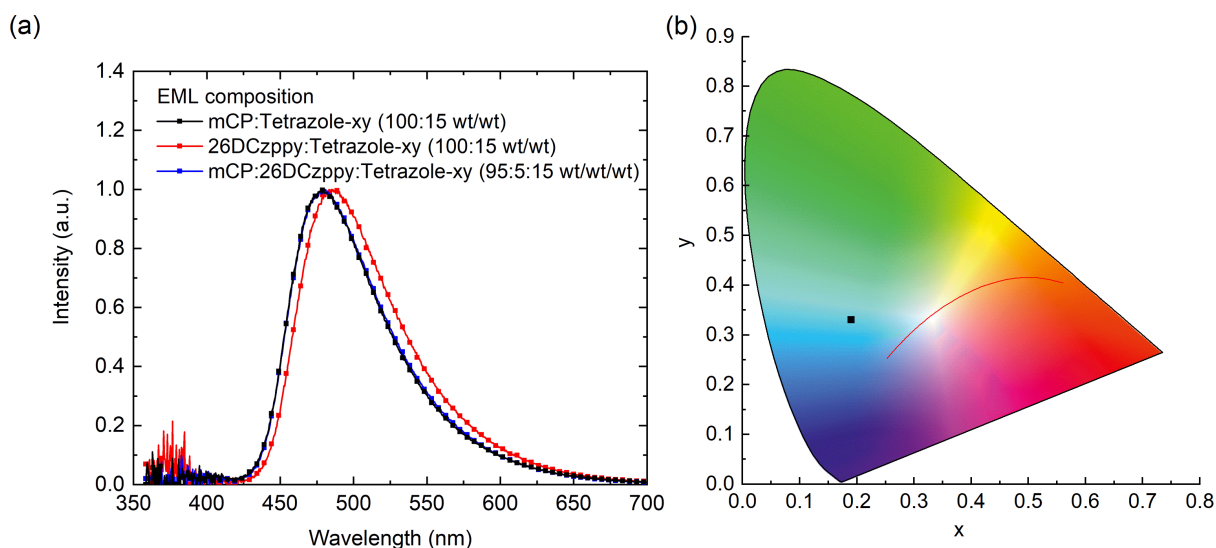 (a)
1.4
1.2
1.0
0.8
0.6
0.4
0.2
0.0
Intensity (a.u.)
EML composition
mCP:Tetrazole-xy (100:15 wt/wt)
26DCzppy:Tetrazole-xy (100:15 wt/wt)
mCP:26DCzppy:Tetrazole-xy (95:5:15 wt/wt/wt)
350 400 450 500 550 600 650 700
Wavelength (nm)
(b)
0.9
0.8
0.7
0.6
0.5
0.4
0.3
0.2
0.1
0.0
y
0.0 0.1 0.2 0.3 0.4 0.5 0.6 0.7 0.8
x